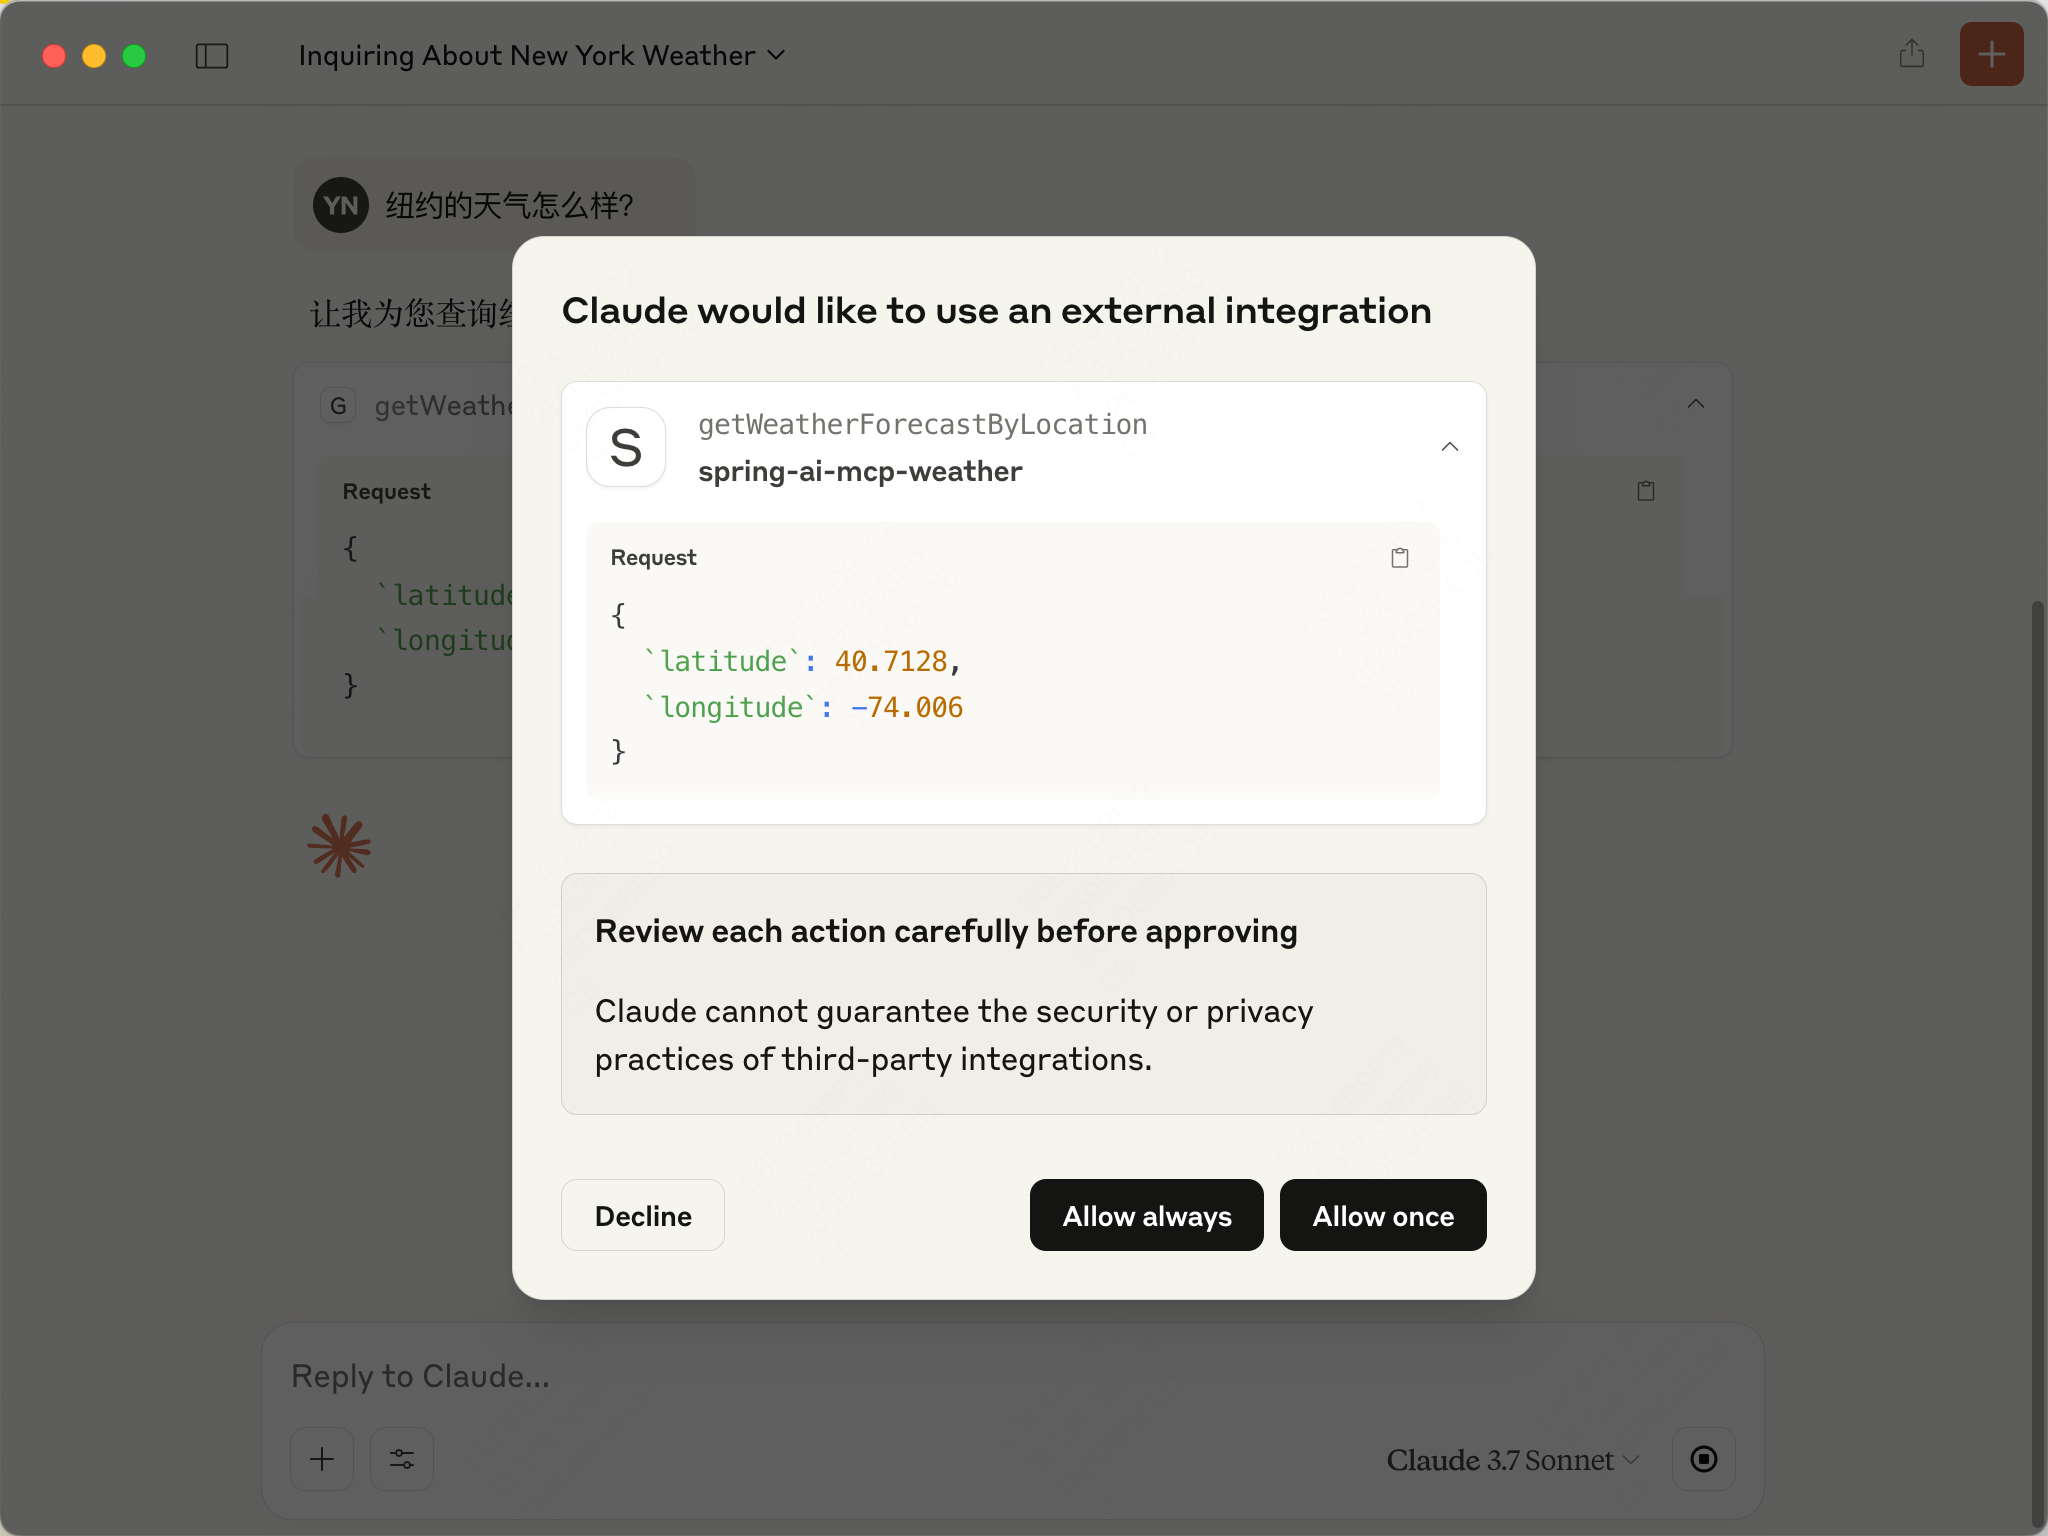 Inquiring About New York Weather
YN 纽约的天气怎么样?
让我为您查询
G getWeathe
Request
{
`latitude
`longitud
}
Claude would like to use an external integration
S
getWeatherForecastByLocation
spring-ai-mcp-weather
Request
{
`latitude`: 40.7128,
`longitude`: -74.006
}
Review each action carefully before approving
Claude cannot guarantee the security or privacy
practices of third-party integrations.
Decline
Allow always
Allow once
Reply to Claude...
Claude 3.7 Sonnet